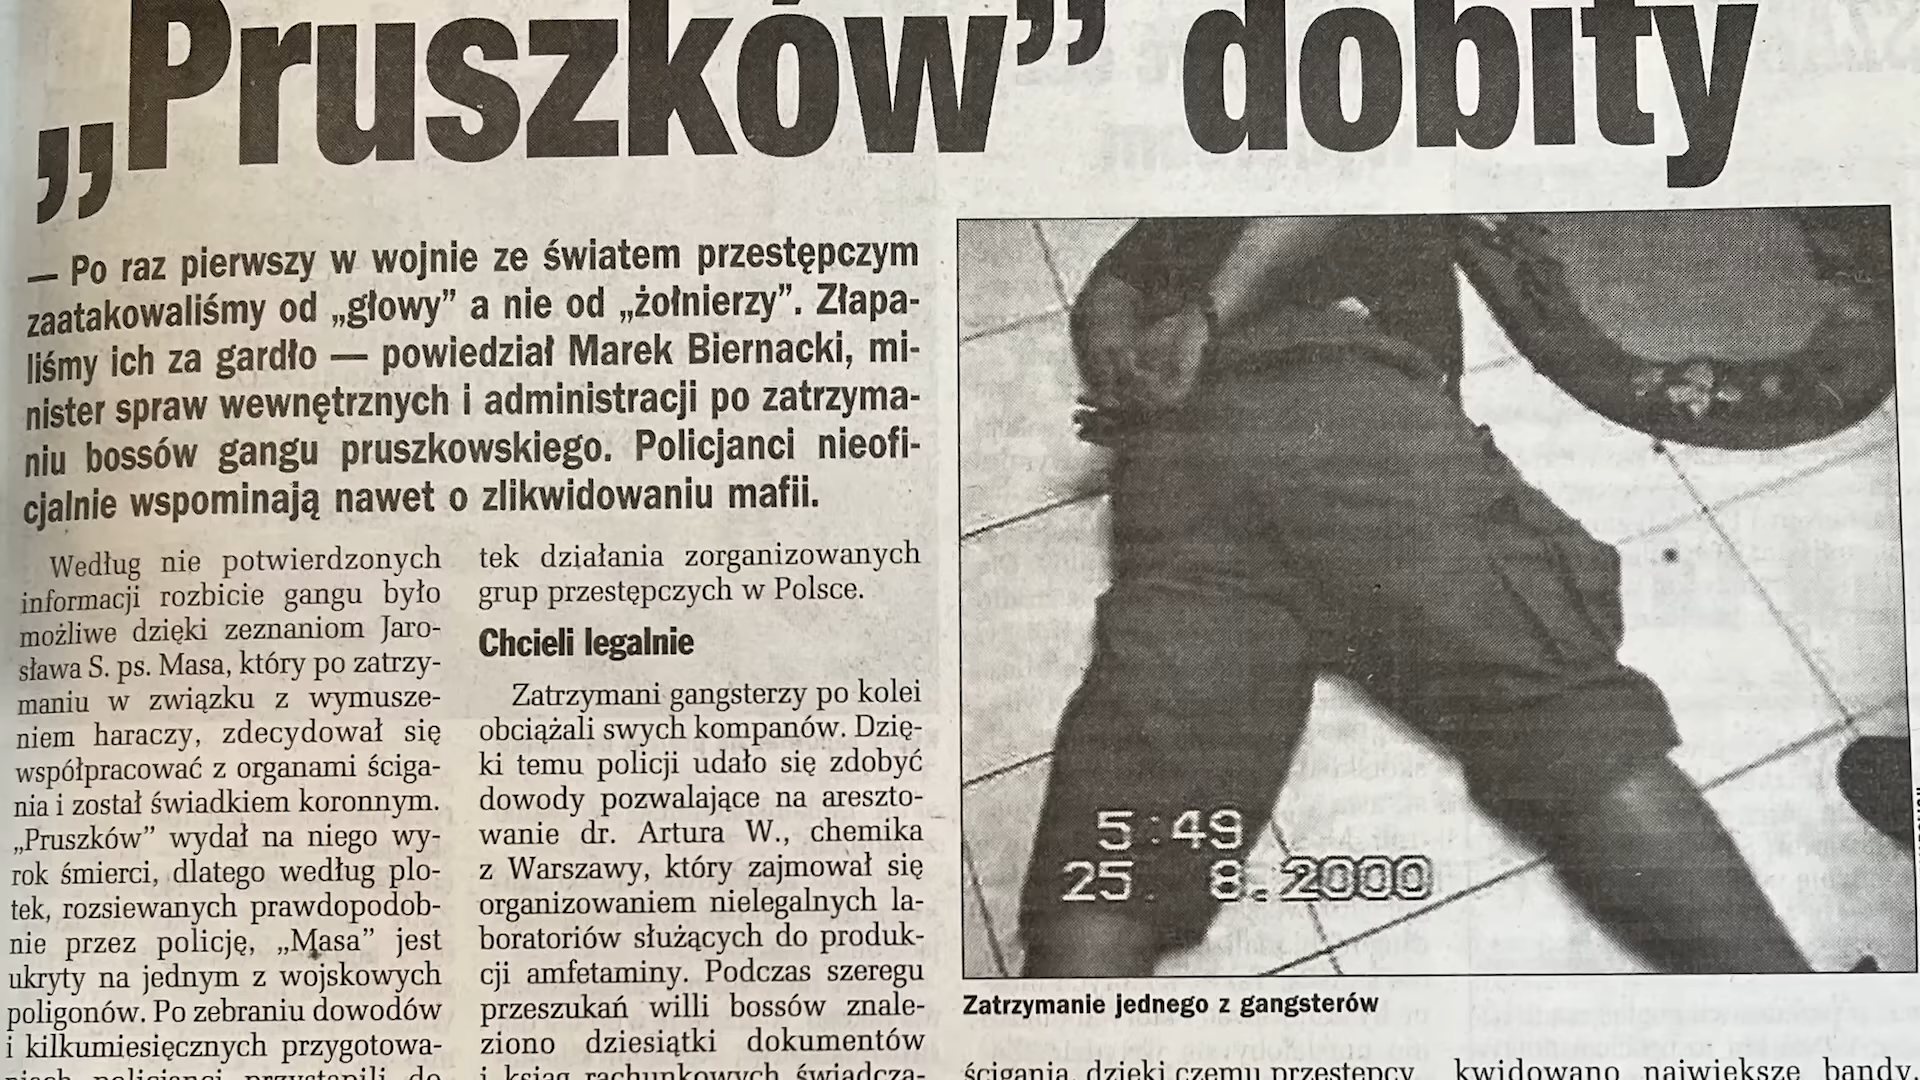 „Pruszków” dobity
— Po raz pierwszy w wojnie ze światem przestępczym
zaatakowaliśmy od „głowy” a nie od „żołnierzy”. Złapa-
liśmy ich za gardło — powiedział Marek Biernacki, mi-
nister spraw wewnętrznych i administracji po zatrzyma-
niu bossów gangu pruszkowskiego. Policjanci nieofi-
cjalnie wspominają nawet o zlikwidowaniu mafii.
Według nie potwierdzonych
informacji rozbicie gangu było
możliwe dzięki zeznaniom Jaro-
sława S. ps. Masa, który po zatrzy-
maniu w związku z wymusze-
niem haraczy, zdecydował się
współpracować z organami ściga-
nia i został świadkiem koronnym.
„Pruszków” wydał na niego wy-
rok śmierci, dlatego według plo-
tek, rozsiewanych prawdopodob-
nie przez policję, „Masa” jest
ukryty na jednym z wojskowych
poligonów. Po zebraniu dowodów
i kilkumiesięcznych przygotowa-
niach policjanci przystąpili do
tek działania zorganizowanych
grup przestępczych w Polsce.
Chcieli legalnie
Zatrzymani gangsterzy po kolei
obciążali swych kompanów. Dzię-
ki temu policji udało się zdobyć
dowody pozwalające na areszto-
wanie dr. Artura W., chemika
z Warszawy, który zajmował się
organizowaniem nielegalnych la-
boratoriów służących do produk-
cji amfetaminy. Podczas szeregu
przeszukań willi bossów znale-
ziono dziesiątki dokumentów
i ksiąg rachunkowych świadcza-
5:49
25. 8.2000
Zatrzymanie jednego z gangsterów
ścigania, dzięki czemu przestępcy
kwidowano największe bandy.